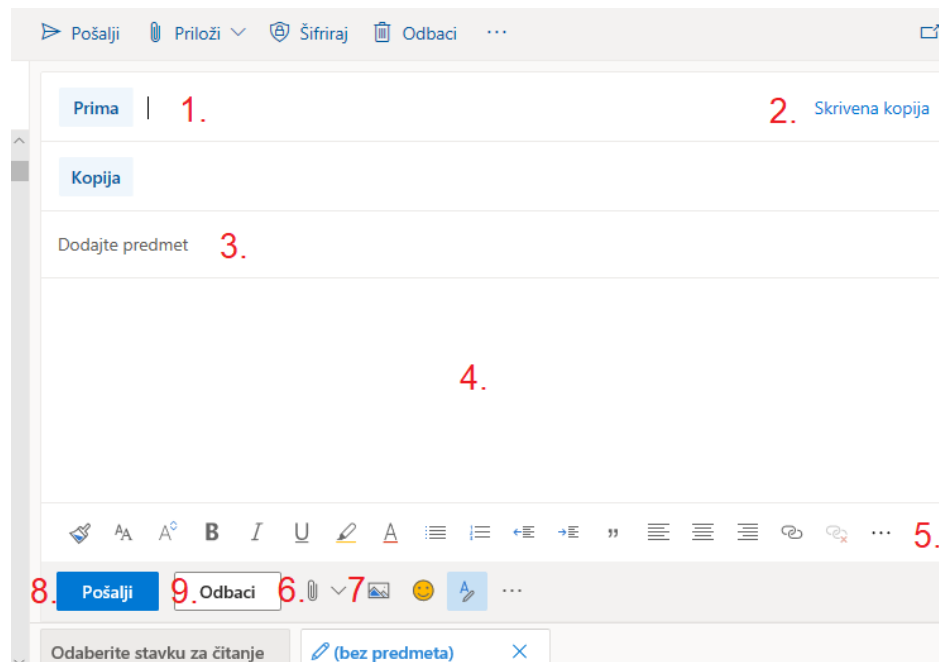 Pošalji Priloži Šifriraj Odbaci ...
Prima 1. 2. Skrivena kopija
Kopija
Dodajte predmet 3.
4.
B I U A ...  5.
8. Pošalji 9. Odbaci 6. 7 ...
Odaberite stavku za čitanje (bez predmeta)